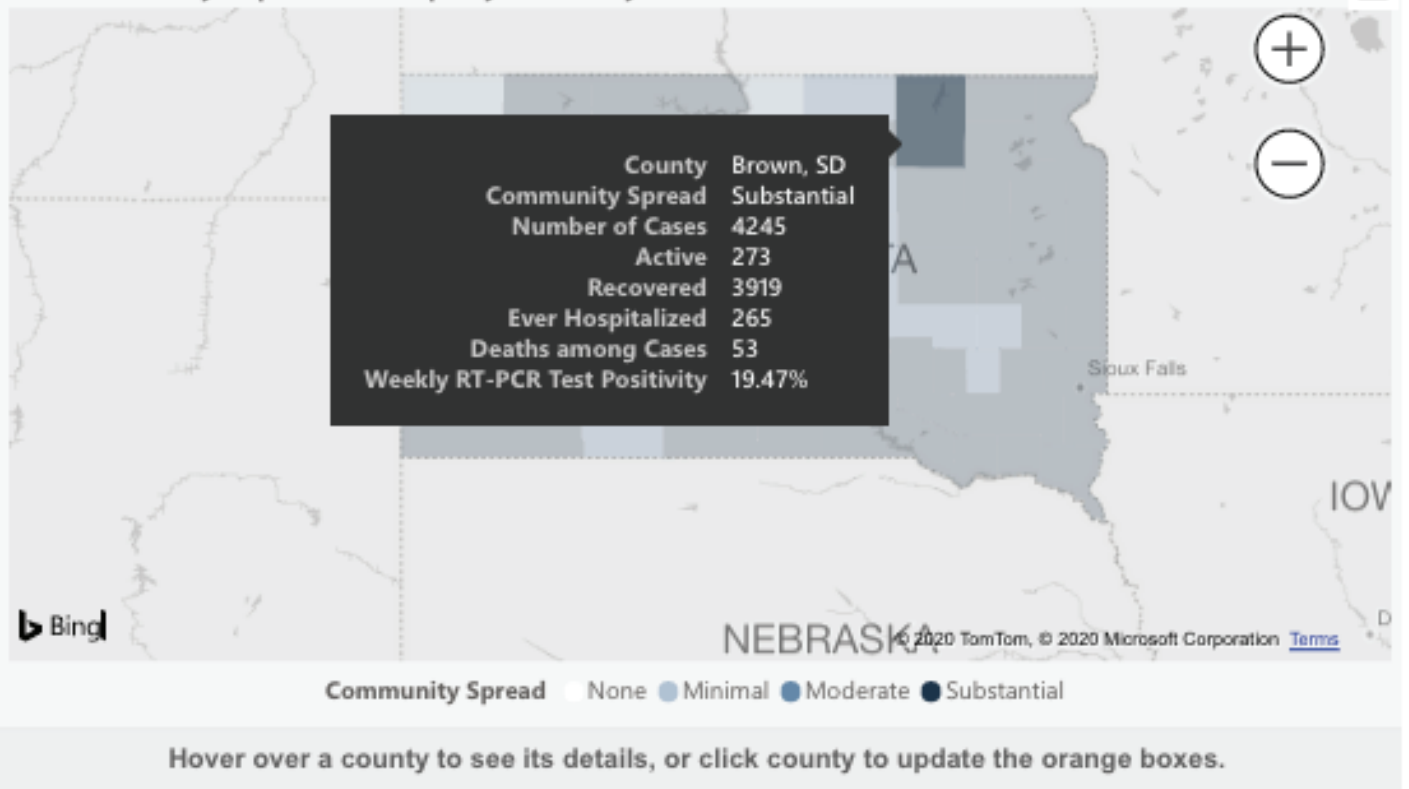 County Brown, SD
Community Spread Substantial
Number of Cases 4245
Active 273
Recovered 3919
Ever Hospitalized 265
Deaths among Cases 53
Weekly RT-PCR Test Positivity 19.47%
TA
Sioux Falls
IOW
Bing
NEBRASKA
© 2020 TomTom, © 2020 Microsoft Corporation Terms
D
Community Spread None Minimal Moderate Substantial
Hover over a county to see its details, or click county to update the orange boxes.